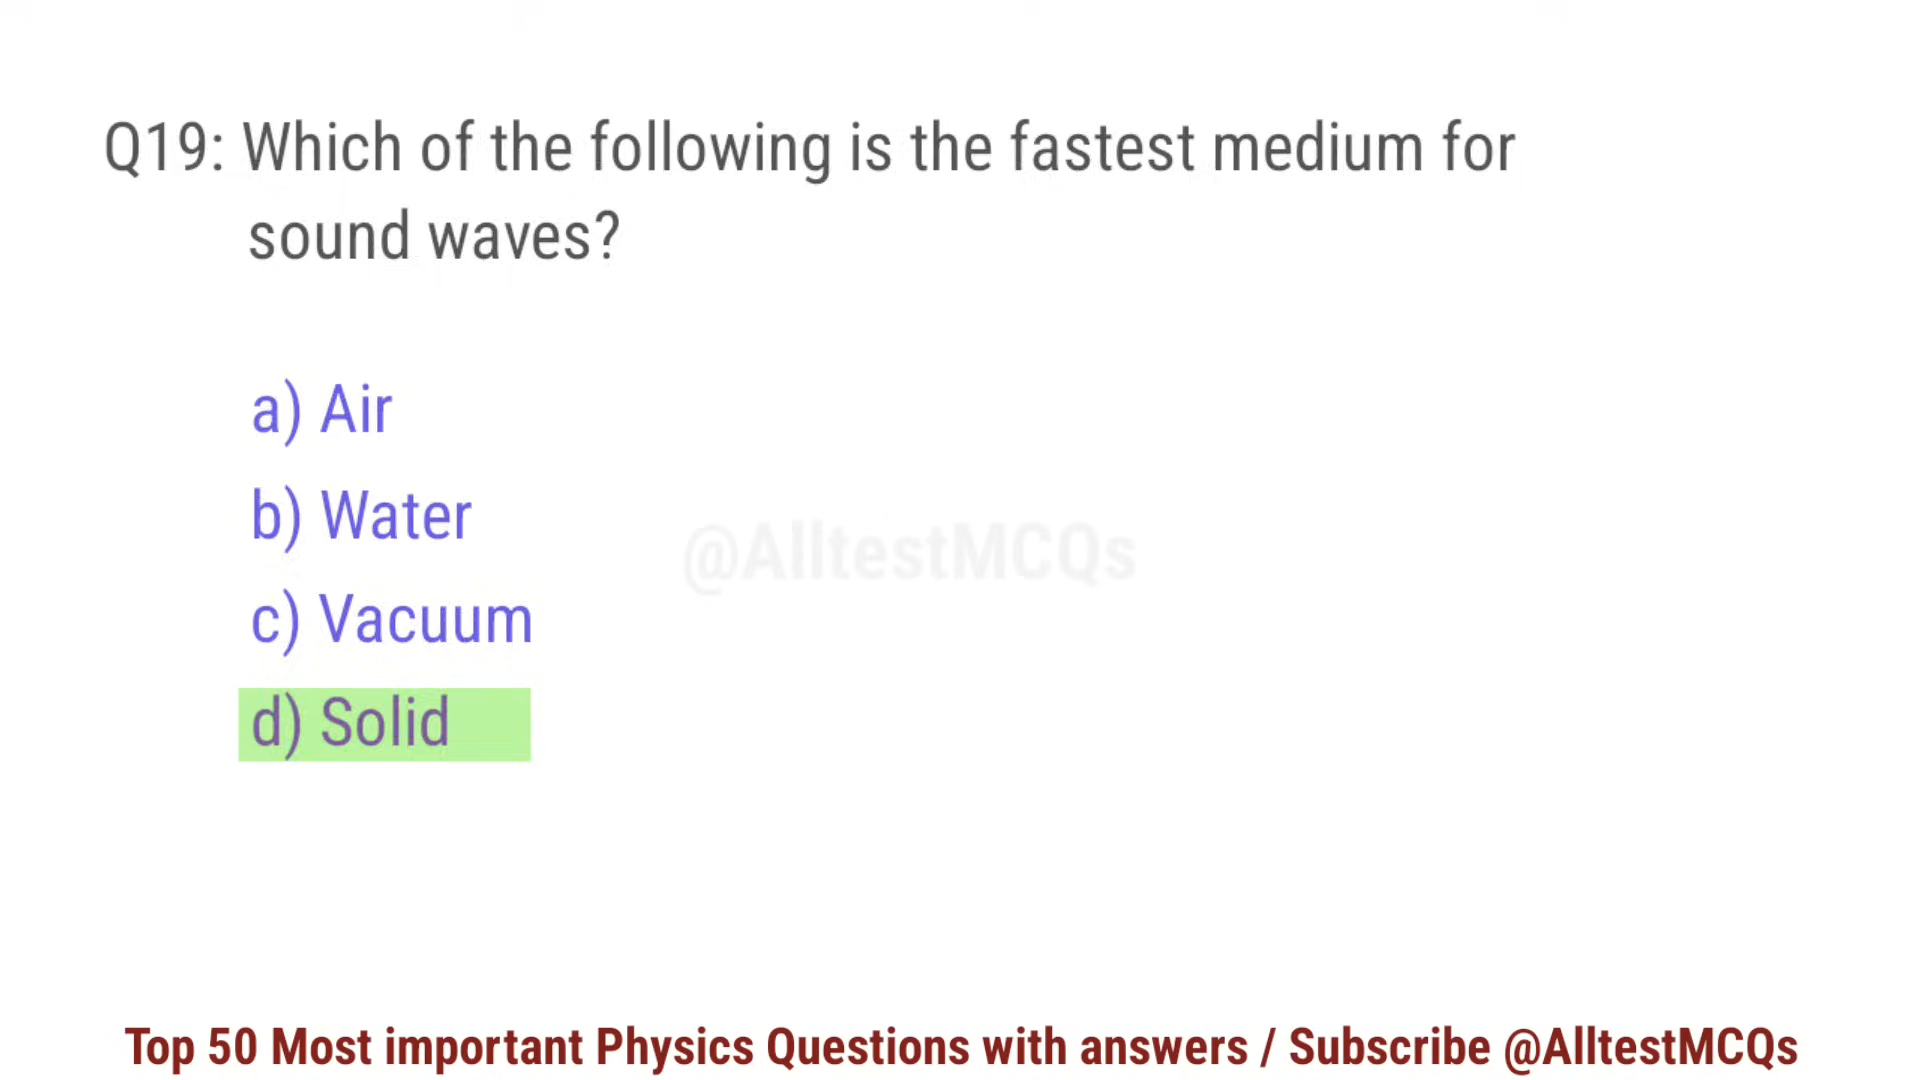 Q19: Which of the following is the fastest medium for
sound waves?
a) Air
b) Water
@AlltestMCQs
c) Vacuum
d) Solid
Top 50 Most important Physics Questions with answers / Subscribe @AlltestMCQs